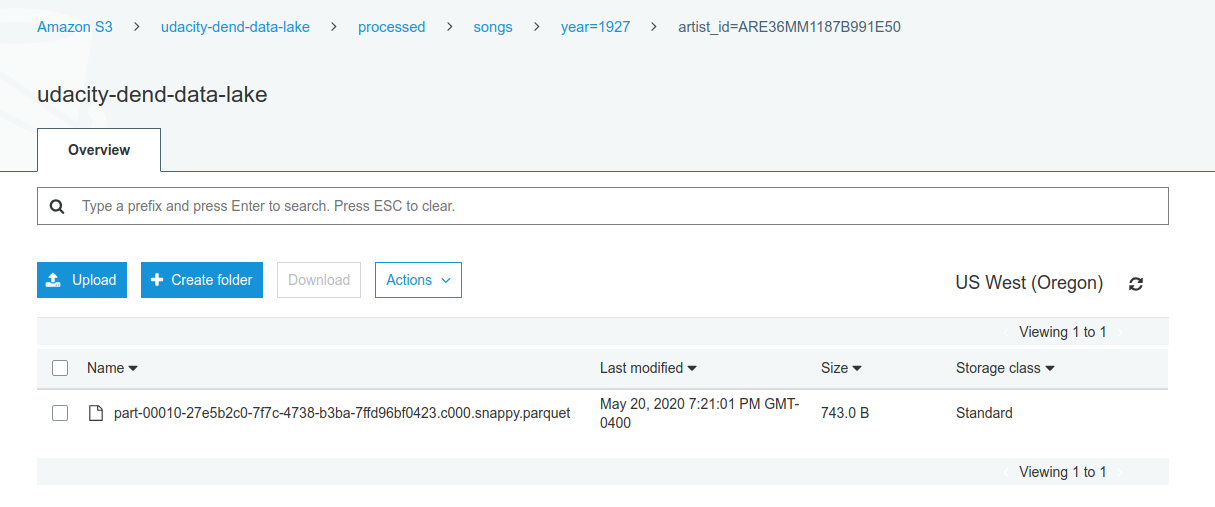 Amazon S3 > udacity-dend-data-lake > processed > songs > year=1927 > artist_id=ARE36MM1187B991E50
udacity-dend-data-lake
Overview
Type a prefix and press Enter to search. Press ESC to clear.
Upload Create folder Download Actions US West (Oregon)
Viewing 1 to 1
Name Last modified Size Storage class
part-00010-27e5b2c0-7f7c-4738-b3ba-7ffd96bf0423.c000.snappy.parquet May 20, 2020 7:21:01 PM GMT- 743.0 B Standard
0400
Viewing 1 to 1